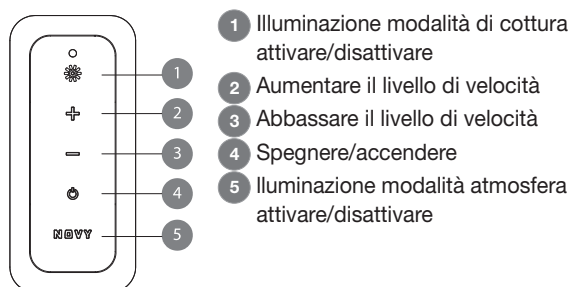 1 Illuminazione modalità di cottura
attivare/disattivare
2 Aumentare il livello di velocità
3 Abbassare il livello di velocità
4 Spegnere/accendere
5 Iluminazione modalità atmosfera
attivare/disattivare
1
2
3
4
NOVY 5